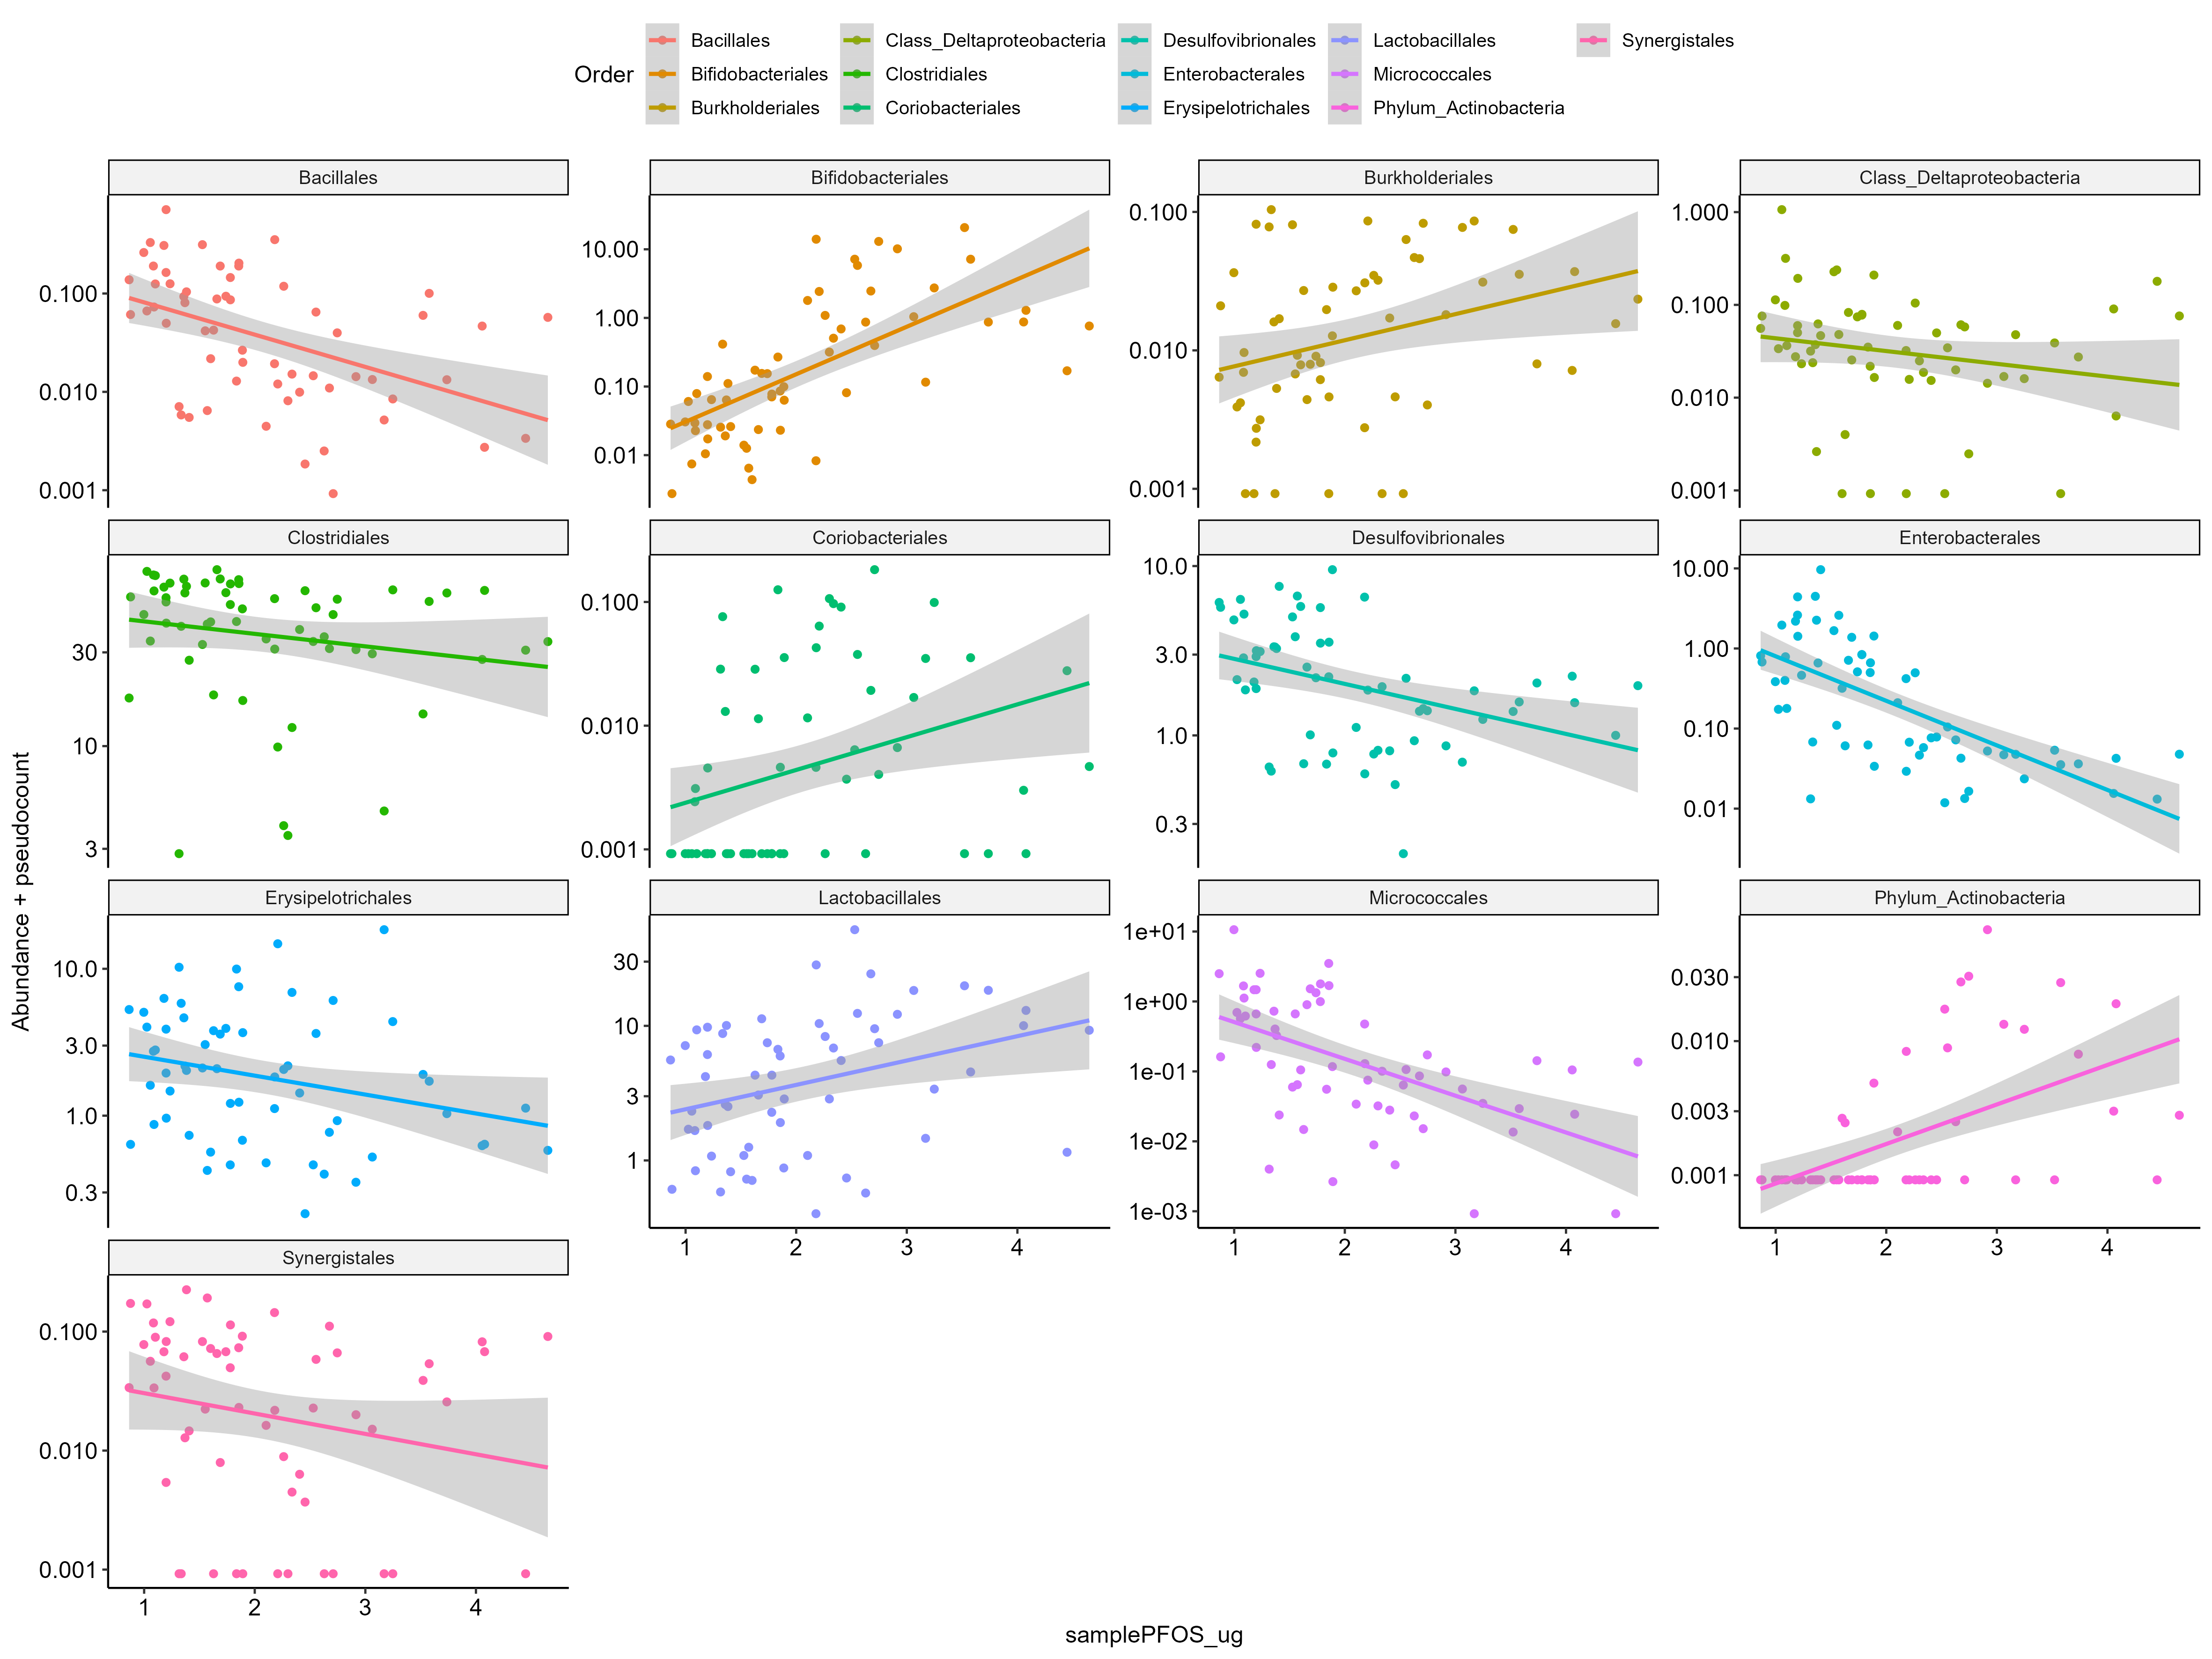 Order
Bacillales
Bifidobacteriales
Burkholderiales
Class_Deltaproteobacteria
Clostridiales
Coriobacteriales
Desulfovibrionales
Enterobacterales
Erysipelotrichales
Lactobacillales
Micrococcales
Phylum_Actinobacteria
Synergistales
Abundance + pseudocount
Bacillales
0.100
0.010
0.001
Bifidobacteriales
10.00
1.00
0.10
0.01
Burkholderiales
0.100
0.010
0.001
Class_Deltaproteobacteria
1.000
0.100
0.010
0.001
Clostridiales
30
10
3
Coriobacteriales
0.100
0.010
0.001
Desulfovibrionales
10.0
3.0
1.0
0.3
Enterobacterales
10.00
1.00
0.10
0.01
Erysipelotrichales
10.0
3.0
1.0
0.3
Lactobacillales
30
10
3
1
1 2 3 4
Micrococcales
1e+01
1e+00
1e-01
1e-02
1e-03
1 2 3 4
Phylum_Actinobacteria
0.030
0.010
0.003
0.001
1 2 3 4
Synergistales
0.100
0.010
0.001
1 2 3 4
samplePFOS_ug